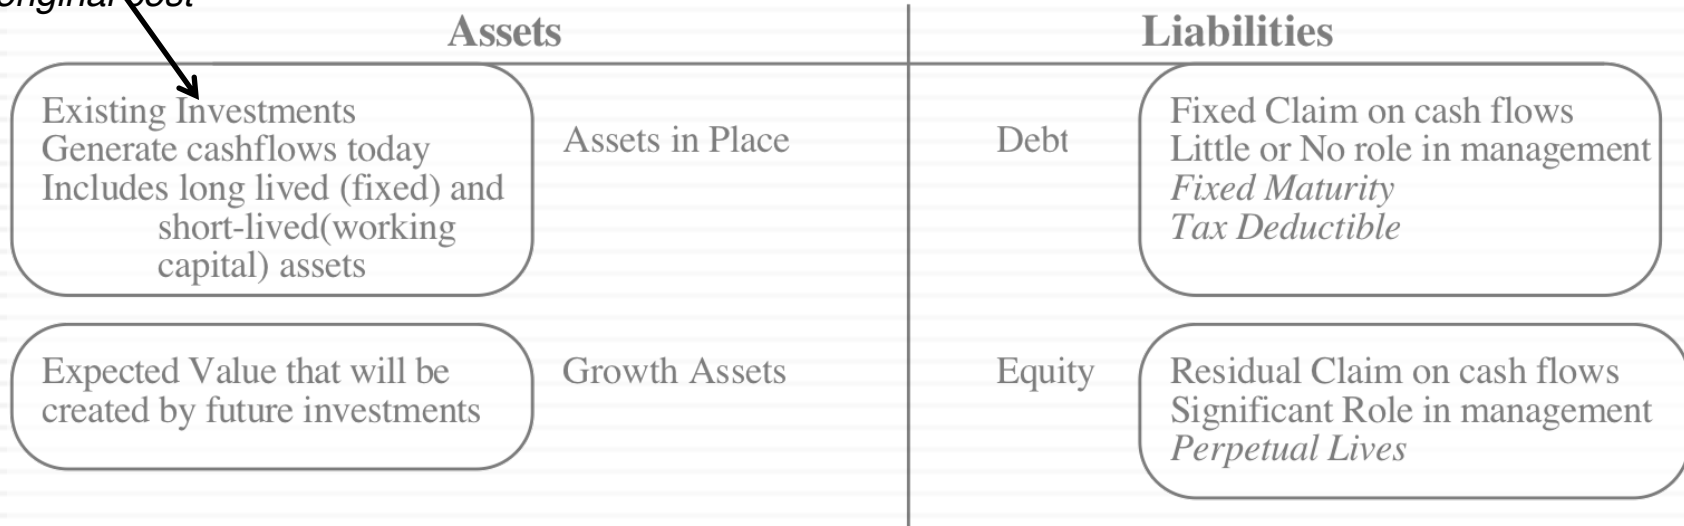 original cost
Assets
Liabilities
Existing Investments
Generate cashflows today
Includes long lived (fixed) and
short-lived(working
capital) assets
Assets in Place
Debt
Fixed Claim on cash flows
Little or No role in management
Fixed Maturity
Tax Deductible
Expected Value that will be
created by future investments
Growth Assets
Equity
Residual Claim on cash flows
Significant Role in management
Perpetual Lives